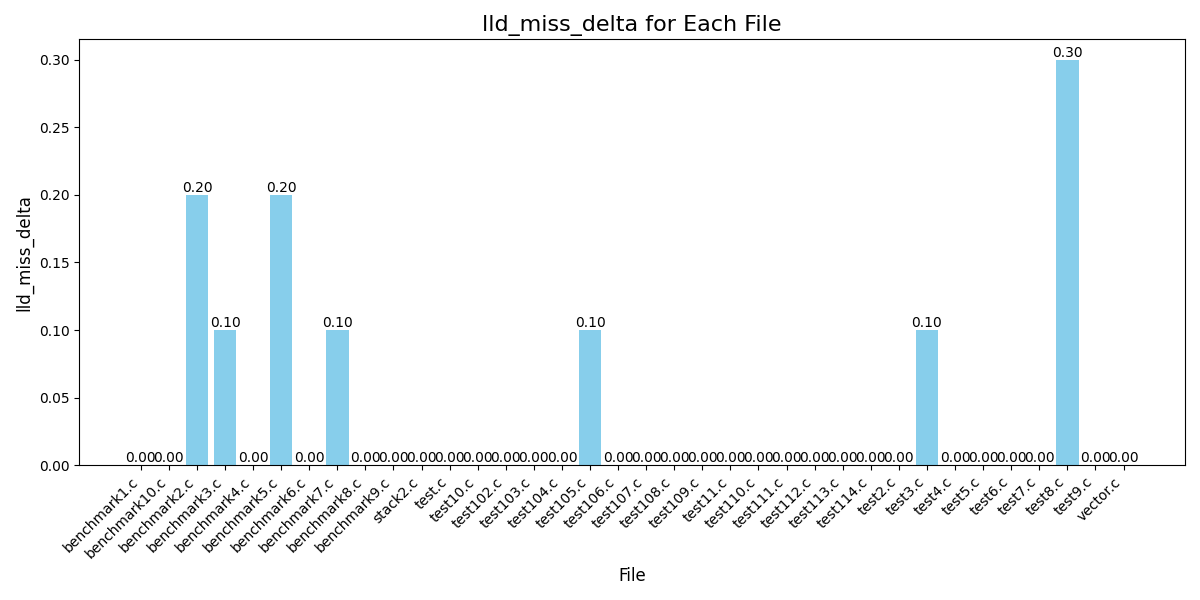 lld_miss_delta for Each File
lld_miss_delta
0.30
0.25
0.20
0.15
0.10
0.05
0.00
0.00 0.00 0.20 0.10 0.00 0.20 0.00 0.10 0.00 0.00 0.00 0.00 0.00 0.00 0.00 0.00 0.10 0.00 0.00 0.00 0.00 0.00 0.00 0.00 0.00 0.00 0.00 0.00 0.10 0.00 0.00 0.00 0.00 0.30 0.00 0.00
benchmark1.c
benchmark10.c
benchmark2.c
benchmark3.c
benchmark4.c
benchmark5.c
benchmark6.c
benchmark7.c
benchmark8.c
benchmark9.c
stack2.c
test.c
test10.c
test102.c
test103.c
test104.c
test105.c
test106.c
test107.c
test108.c
test109.c
test11.c
test110.c
test111.c
test112.c
test113.c
test114.c
test2.c
test3.c
test4.c
test5.c
test6.c
test7.c
test8.c
test9.c
vector.c
File